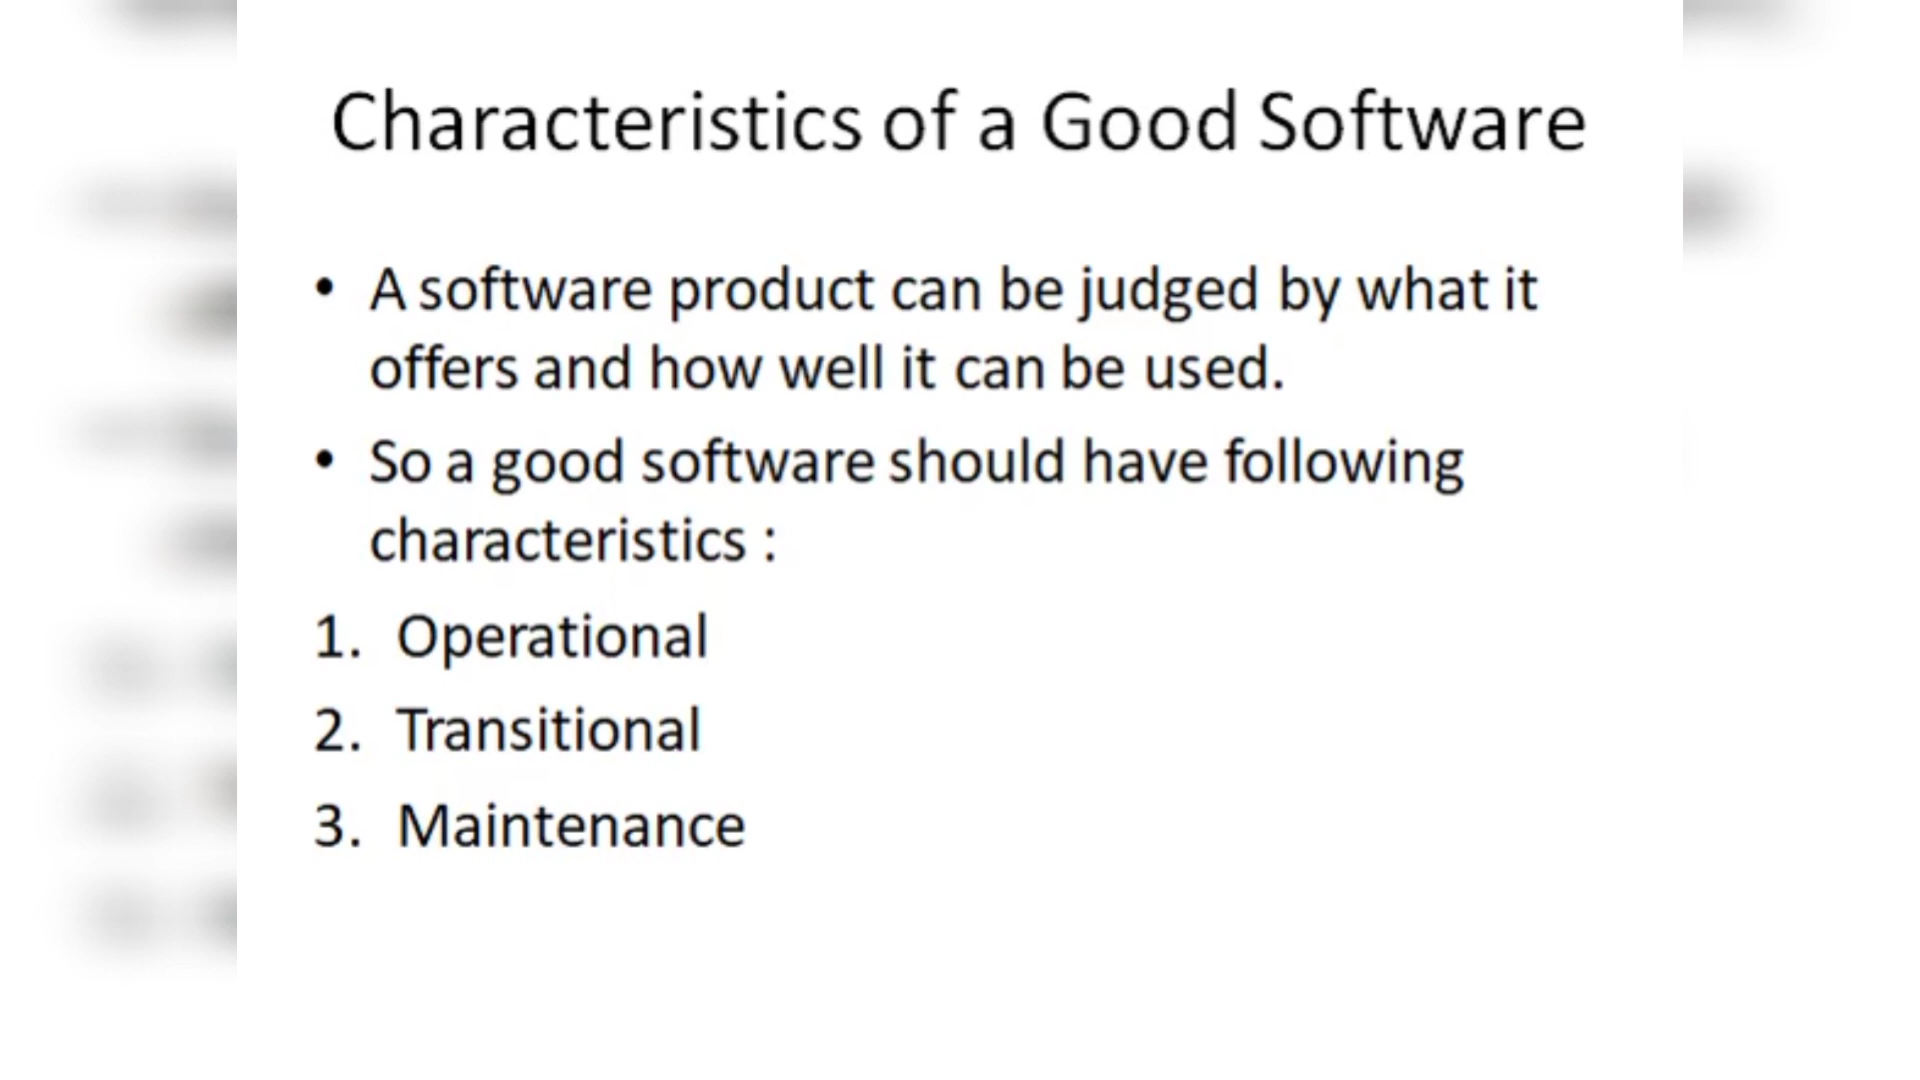 Characteristics of a Good Software
• A software product can be judged by what it
offers and how well it can be used.
• So a good software should have following
characteristics :
1. Operational
2. Transitional
3. Maintenance